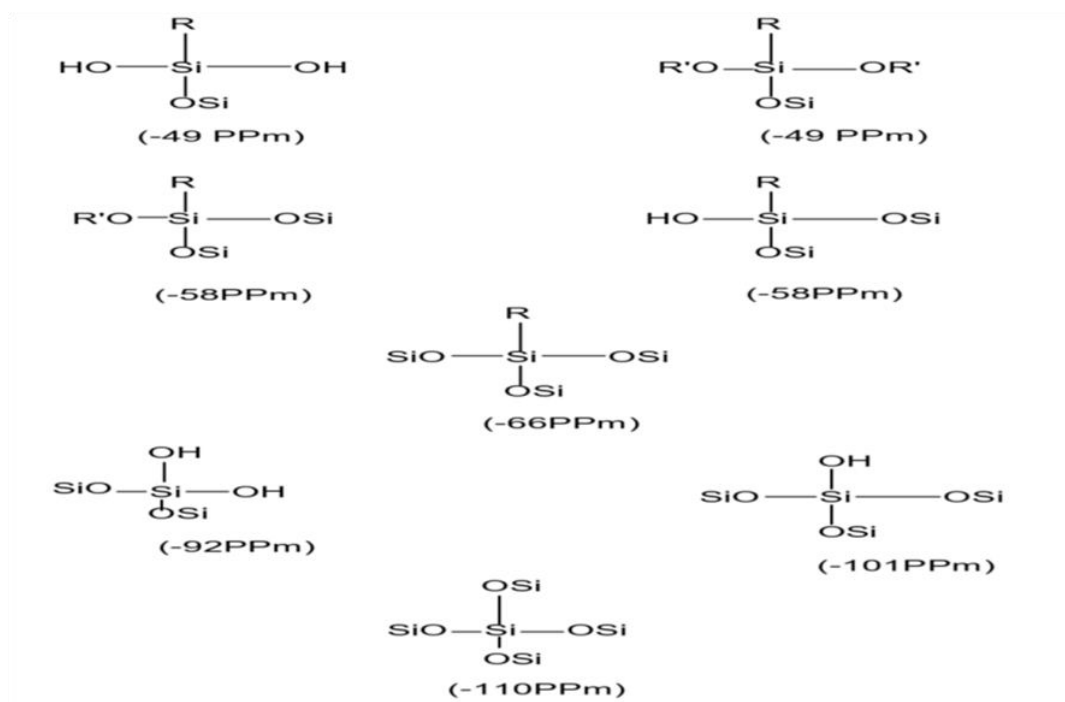 R R
HO Si OH R'O Si OR'
OSi OSi
(-49 PPm) (-49 PPm)
R R
R'O Si OSi HO Si OSi
OSi OSi
(-58PPm) (-58PPm)
R
SiO Si OSi
OSi
(-66PPm)
OH OH
SiO Si OH SiO Si OSi
OSi OSi
(-92PPm) (-101PPm)
OSi
SiO Si OSi
OSi
(-110PPm)